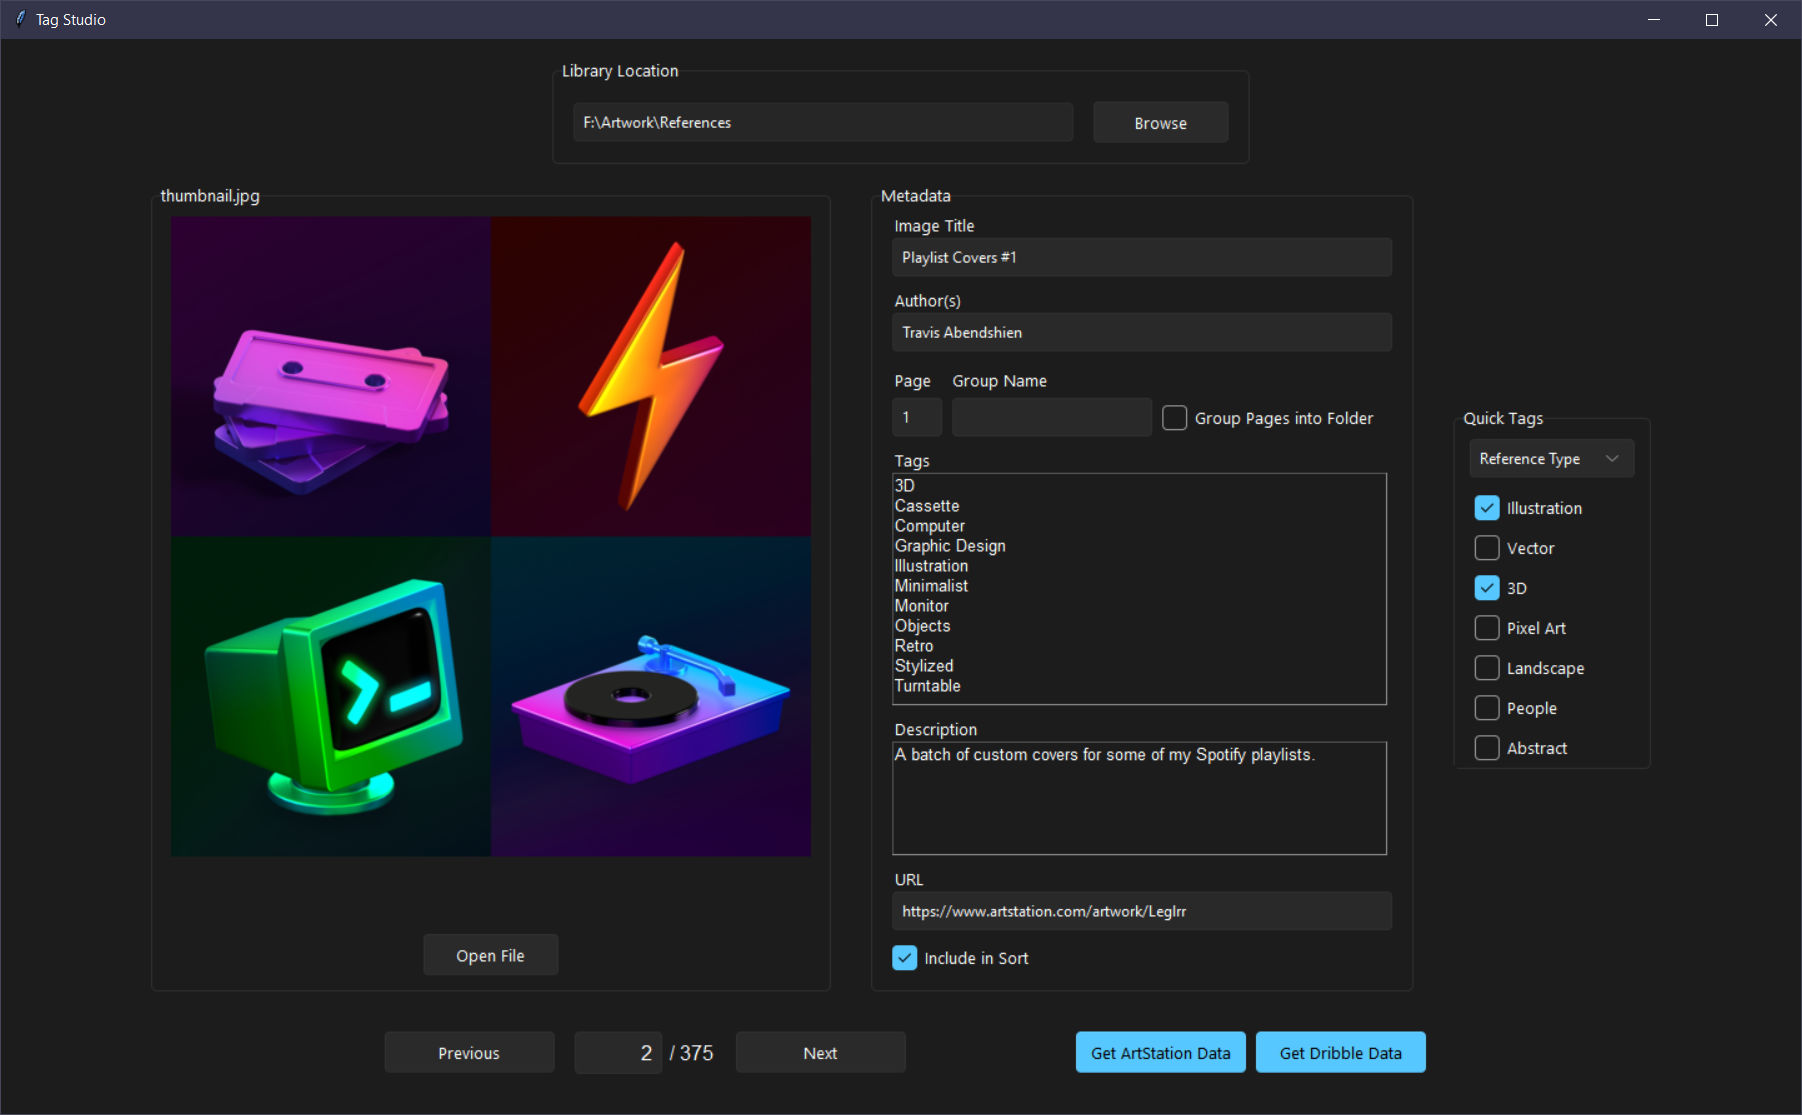 Tag Studio
Library Location
F:\Artwork\References
Browse
thumbnail.jpg
Open File
Metadata
Image Title
Playlist Covers #1
Author(s)
Travis Abendshien
Page Group Name
1
Group Pages into Folder
Tags
3D
Cassette
Computer
Graphic Design
Illustration
Minimalist
Monitor
Objects
Retro
Stylized
Turntable
Description
A batch of custom covers for some of my Spotify playlists.
URL
https://www.artstation.com/artwork/Leglrr
Include in Sort
Quick Tags
Reference Type
Illustration
Vector
3D
Pixel Art
Landscape
People
Abstract
Previous
2 / 375
Next
Get ArtStation Data
Get Dribble Data